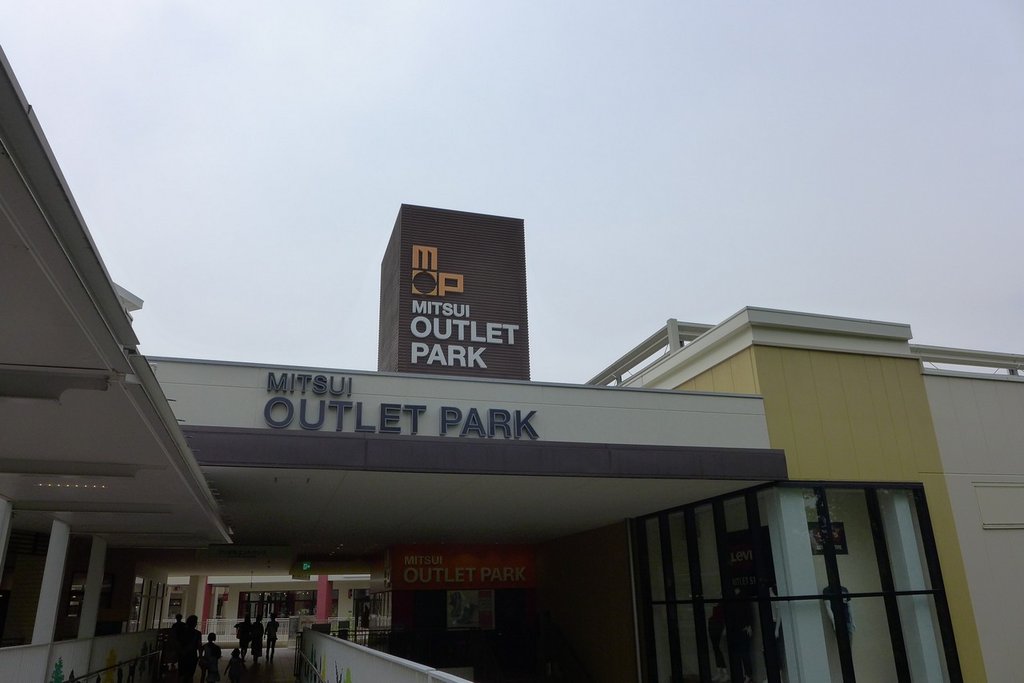 mop
MITSUI
OUTLET
PARK
MITSUI
OUTLET PARK
MITSUI
OUTLET PARK
LEVI